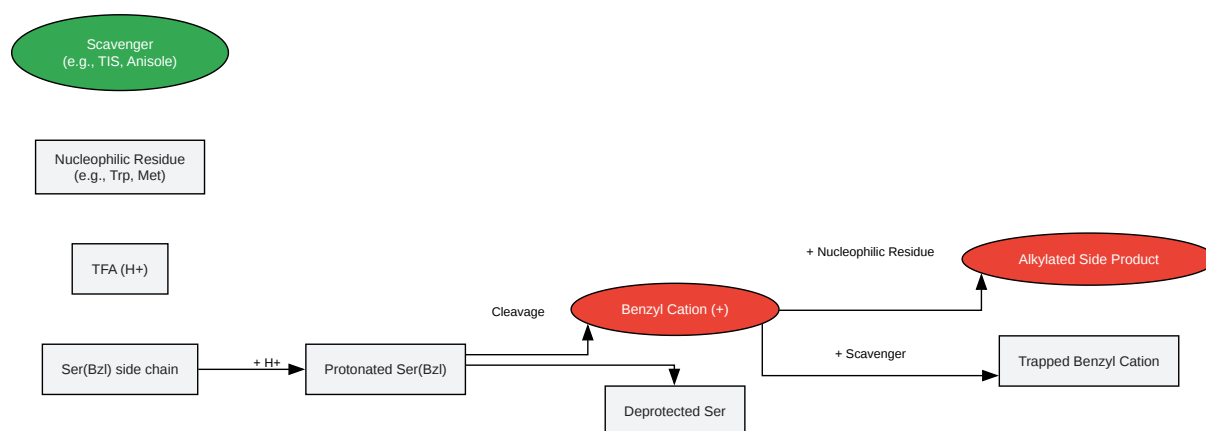 Scavenger
(e.g., TIS, Anisole)
Nucleophilic Residue
(e.g., Trp, Met)
TFA (H+)
+ Nucleophilic Residue
Alkylated Side Product
Cleavage
Benzyl Cation (+)
+ Scavenger
Trapped Benzyl Cation
Ser(Bzl) side chain
+ H+
Protonated Ser(Bzl)
Deprotected Ser